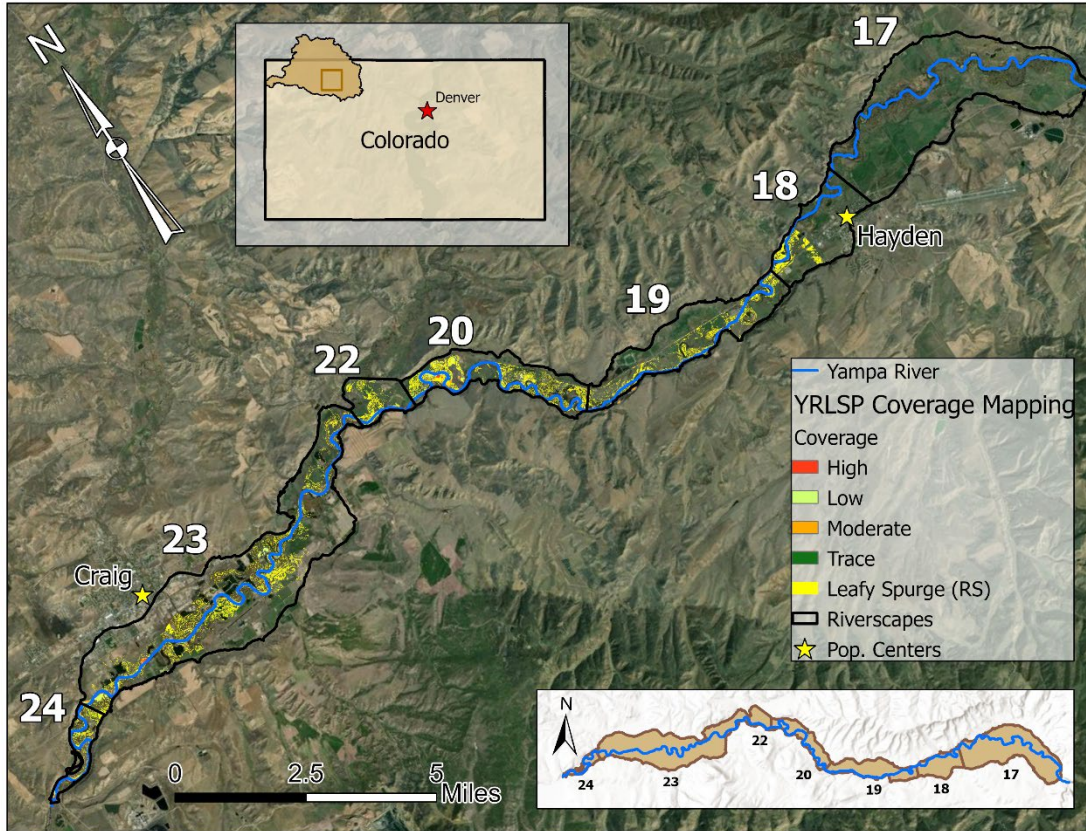 N
Denver
Colorado
17
18
Hayden
19
20
22
23
Craig
24
Yampa River
YRLSP Coverage Mapping
Coverage
High
Low
Moderate
Trace
Leafy Spurge (RS)
Riverscapes
Pop. Centers
0
2.5
5
Miles
N
24
23
22
20
19
18
17